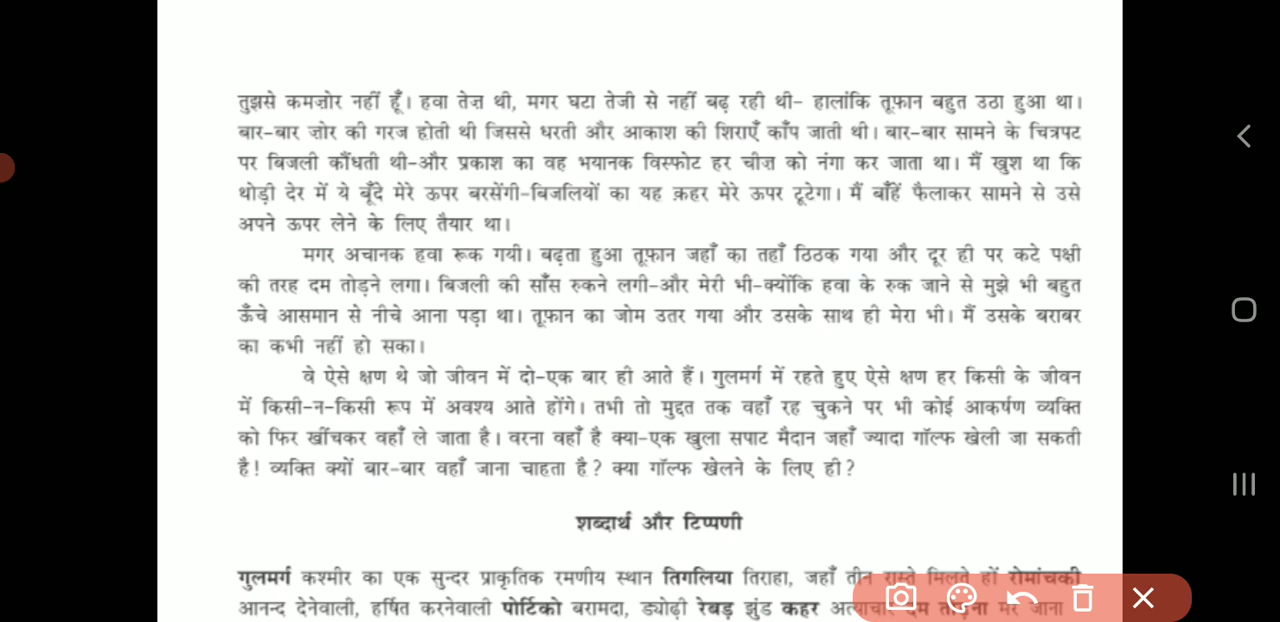 तुझसे कमज़ोर नहीं हूँ। हवा तेज़ थी, मगर घटा तेजी से नहीं बढ़ रही थी- हालांकि तूफ़ान बहुत उठा हुआ था।
बार-बार ज़ोर की गरज होती थी जिससे धरती और आकाश की शिराएँ काँप जाती थी। बार-बार सामने के चित्रपट
पर बिजली कौंधती थी-और प्रकाश का वह भयानक विस्फोट हर चीज़ को नंगा कर जाता था। मैं खुश था कि
थोड़ी देर में ये बूँदे मेरे ऊपर बरसेंगी-बिजलियों का यह क़हर मेरे ऊपर टूटेगा। मैं बाँहें फैलाकर सामने से उसे
अपने ऊपर लेने के लिए तैयार था।
मगर अचानक हवा रूक गयी। बढ़ता हुआ तूफ़ान जहाँ का तहाँ ठिठक गया और दूर ही पर कटे पक्षी
की तरह दम तोड़ने लगा। बिजली की साँस रुकने लगी-और मेरी भी-क्योंकि हवा के रुक जाने से मुझे भी बहुत
ऊँचे आसमान से नीचे आना पड़ा था। तूफ़ान का जोम उतर गया और उसके साथ ही मेरा भी। मैं उसके बराबर
का कभी नहीं हो सका।
वे ऐसे क्षण थे जो जीवन में दो-एक बार ही आते हैं। गुलमर्ग में रहते हुए ऐसे क्षण हर किसी के जीवन
में किसी-न-किसी रूप में अवश्य आते होंगे। तभी तो मुद्दत तक वहाँ रह चुकने पर भी कोई आकर्षण व्यक्ति
को फिर खींचकर वहाँ ले जाता है। वरना वहाँ है क्या-एक खुला सपाट मैदान जहाँ ज्यादा गॉल्फ खेली जा सकती
है! व्यक्ति क्यों बार-बार वहाँ जाना चाहता है? क्या गॉल्फ खेलने के लिए ही?
शब्दार्थ और टिप्पणी
गुलमर्ग कश्मीर का एक सुन्दर प्राकृतिक रमणीय स्थान तिगलिया तिराहा, जहाँ तीन रास्ते मिलते हों रोमांचकी
आनन्द देनेवाली, हर्षित करनेवाली पोर्टिको बरामदा, ड्योढ़ी रेबड़ झुंड कहर अत्याचार दम तोड़ना मर जाना